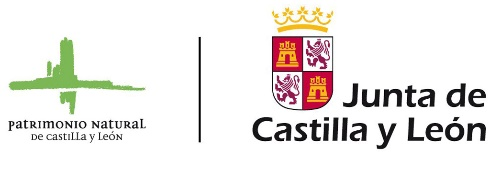 PATRIMONIO NATURAL
DE CASTILLA Y LEÓN
Junta de
Castilla y León